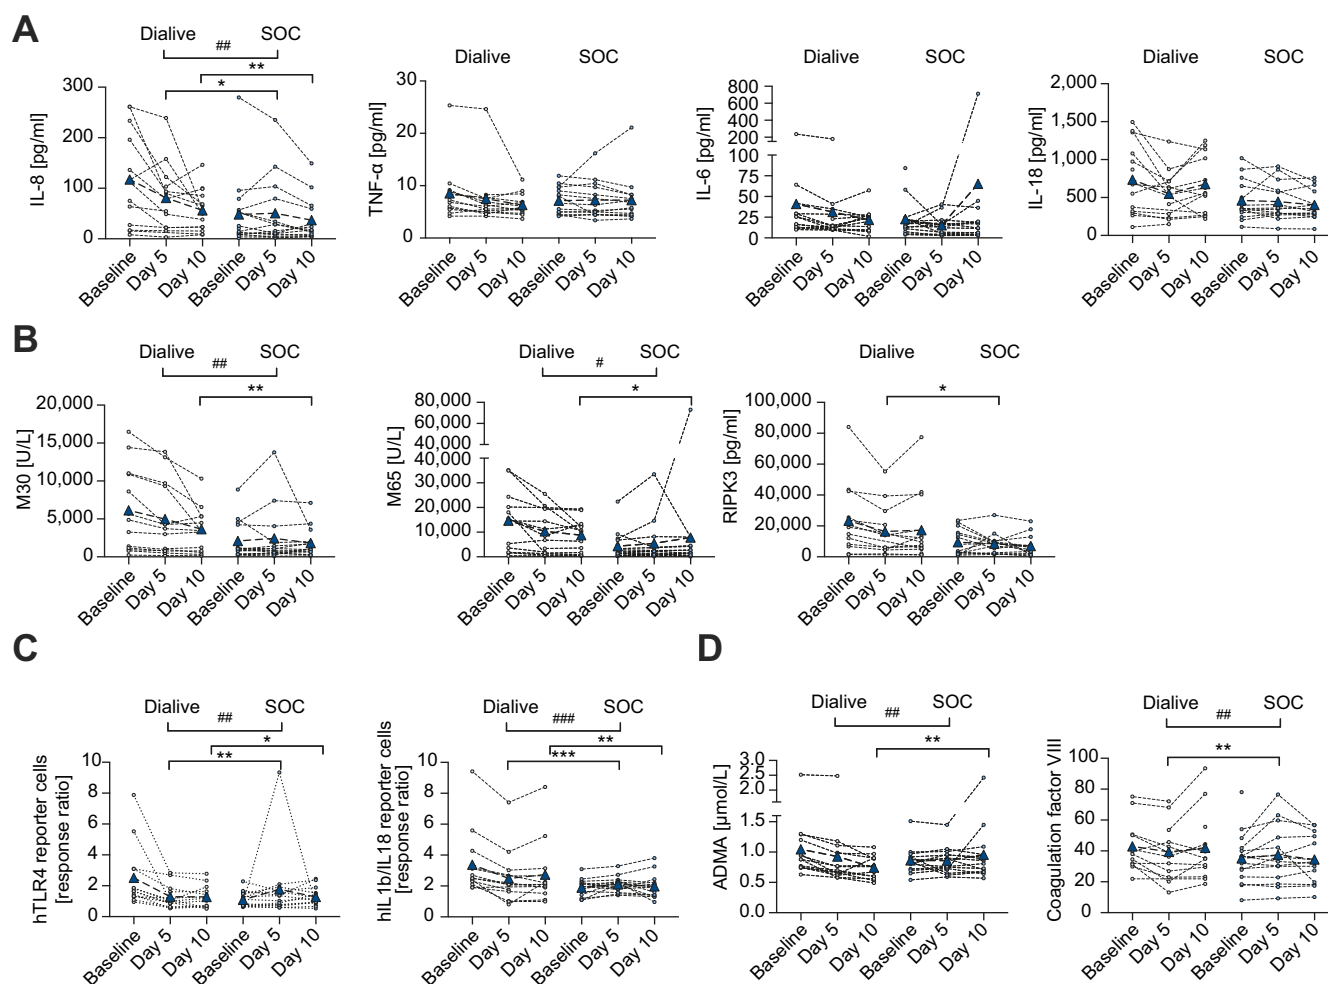 A
Dialive SOC
##
**
*
IL-8 [pg/ml]
300
200
100
0
Baseline Day 5 Day 10 Baseline Day 5 Day 10
Dialive SOC
TNF-α [pg/ml]
30
20
10
0
Baseline Day 5 Day 10 Baseline Day 5 Day 10
Dialive SOC
IL-6 [pg/ml]
800
600
400
200
100
75
50
25
0
Baseline Day 5 Day 10 Baseline Day 5 Day 10
Dialive SOC
IL-18 [pg/ml]
2,000
1,500
1,000
500
0
Baseline Day 5 Day 10 Baseline Day 5 Day 10
B
Dialive SOC
##
**
M30 [U/L]
20,000
15,000
10,000
5,000
0
Baseline Day 5 Day 10 Baseline Day 5 Day 10
Dialive SOC
#
*
M65 [U/L]
80,000
60,000
40,000
40,000
30,000
20,000
10,000
0
Baseline Day 5 Day 10 Baseline Day 5 Day 10
Dialive SOC
*
RIPK3 [pg/ml]
100,000
80,000
60,000
40,000
20,000
0
Baseline Day 5 Day 10 Baseline Day 5 Day 10
C
Dialive SOC
##
*
**
hTLR4 reporter cells
[response ratio]
10
8
6
4
2
0
Baseline Day 5 Day 10 Baseline Day 5 Day 10
Dialive SOC
###
**
***
hIL1b/IL18 reporter cells
[response ratio]
10
8
6
4
2
0
Baseline Day 5 Day 10 Baseline Day 5 Day 10
D
Dialive SOC
##
**
ADMA [µmol/L]
3.0
2.5
2.0
1.5
1.0
0.5
0.0
Baseline Day 5 Day 10 Baseline Day 5 Day 10
Dialive SOC
##
**
Coagulation factor VIII
100
80
60
40
20
0
Baseline Day 5 Day 10 Baseline Day 5 Day 10